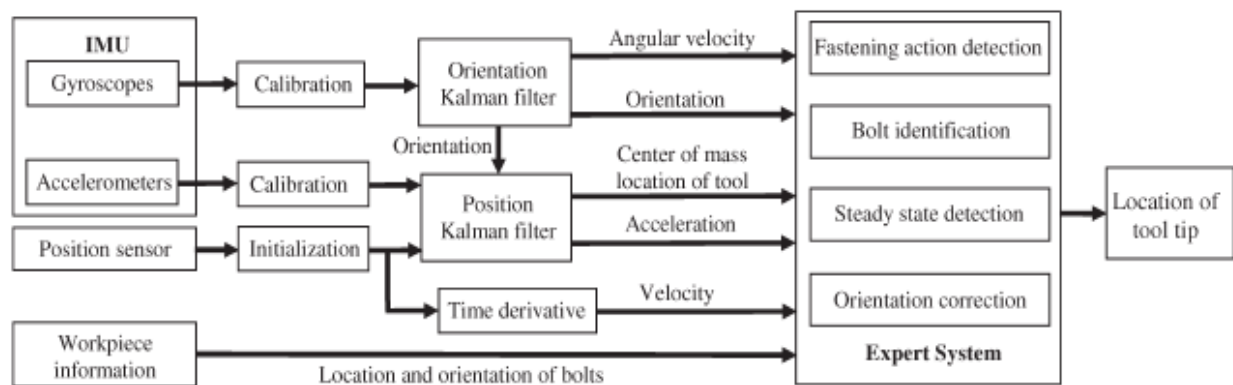 IMU
Gyroscopes
Accelerometers
Position sensor
Workpiece
information
Calibration
Calibration
Initialization
Orientation
Kalman filter
Orientation
Position
Kalman filter
Time derivative
Angular velocity
Orientation
Center of mass
location of tool
Acceleration
Velocity
Location and orientation of bolts
Fastening action detection
Bolt identification
Steady state detection
Orientation correction
Expert System
Location of
tool tip